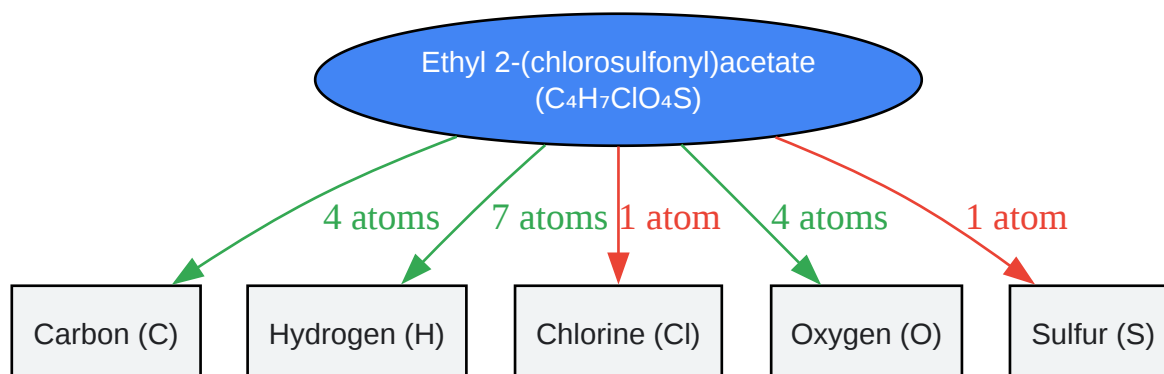 Ethyl 2-(chlorosulfonyl)acetate
(C₄H₇ClO₄S)
4 atoms
7 atoms
1 atom
4 atoms
1 atom
Carbon (C)
Hydrogen (H)
Chlorine (Cl)
Oxygen (O)
Sulfur (S)